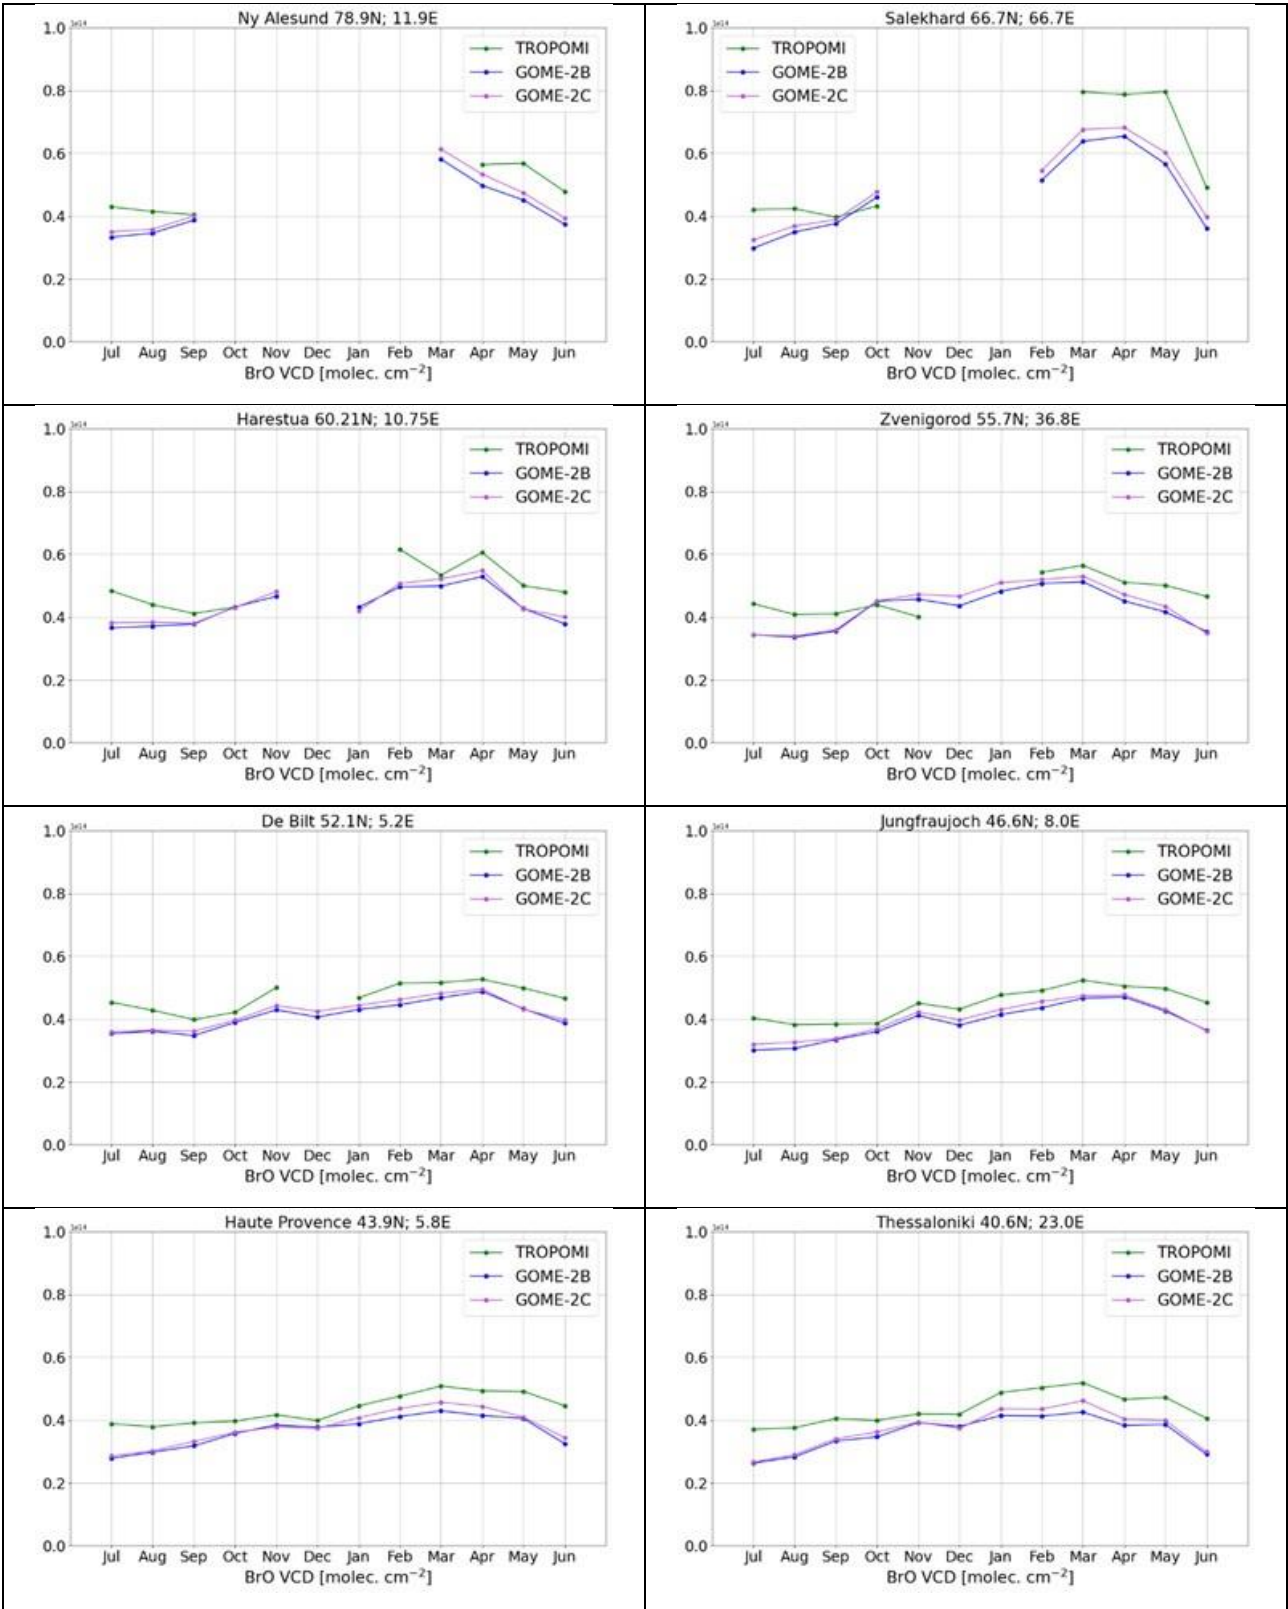 Ny Alesund 78.9N; 11.9E
1e14
TROPOMI
GOME-2B
GOME-2C
1.0
0.8
0.6
0.4
0.2
0.0
Jul Aug Sep Oct Nov Dec Jan Feb Mar Apr May Jun
BrO VCD [molec. cm⁻²]
Salekhard 66.7N; 66.7E
1e14
TROPOMI
GOME-2B
GOME-2C
1.0
0.8
0.6
0.4
0.2
0.0
Jul Aug Sep Oct Nov Dec Jan Feb Mar Apr May Jun
BrO VCD [molec. cm⁻²]
Harestua 60.21N; 10.75E
1e14
TROPOMI
GOME-2B
GOME-2C
1.0
0.8
0.6
0.4
0.2
0.0
Jul Aug Sep Oct Nov Dec Jan Feb Mar Apr May Jun
BrO VCD [molec. cm⁻²]
Zvenigorod 55.7N; 36.8E
1e14
TROPOMI
GOME-2B
GOME-2C
1.0
0.8
0.6
0.4
0.2
0.0
Jul Aug Sep Oct Nov Dec Jan Feb Mar Apr May Jun
BrO VCD [molec. cm⁻²]
De Bilt 52.1N; 5.2E
1e14
TROPOMI
GOME-2B
GOME-2C
1.0
0.8
0.6
0.4
0.2
0.0
Jul Aug Sep Oct Nov Dec Jan Feb Mar Apr May Jun
BrO VCD [molec. cm⁻²]
Jungfraujoch 46.6N; 8.0E
1e14
TROPOMI
GOME-2B
GOME-2C
1.0
0.8
0.6
0.4
0.2
0.0
Jul Aug Sep Oct Nov Dec Jan Feb Mar Apr May Jun
BrO VCD [molec. cm⁻²]
Haute Provence 43.9N; 5.8E
1e14
TROPOMI
GOME-2B
GOME-2C
1.0
0.8
0.6
0.4
0.2
0.0
Jul Aug Sep Oct Nov Dec Jan Feb Mar Apr May Jun
BrO VCD [molec. cm⁻²]
Thessaloniki 40.6N; 23.0E
1e14
TROPOMI
GOME-2B
GOME-2C
1.0
0.8
0.6
0.4
0.2
0.0
Jul Aug Sep Oct Nov Dec Jan Feb Mar Apr May Jun
BrO VCD [molec. cm⁻²]